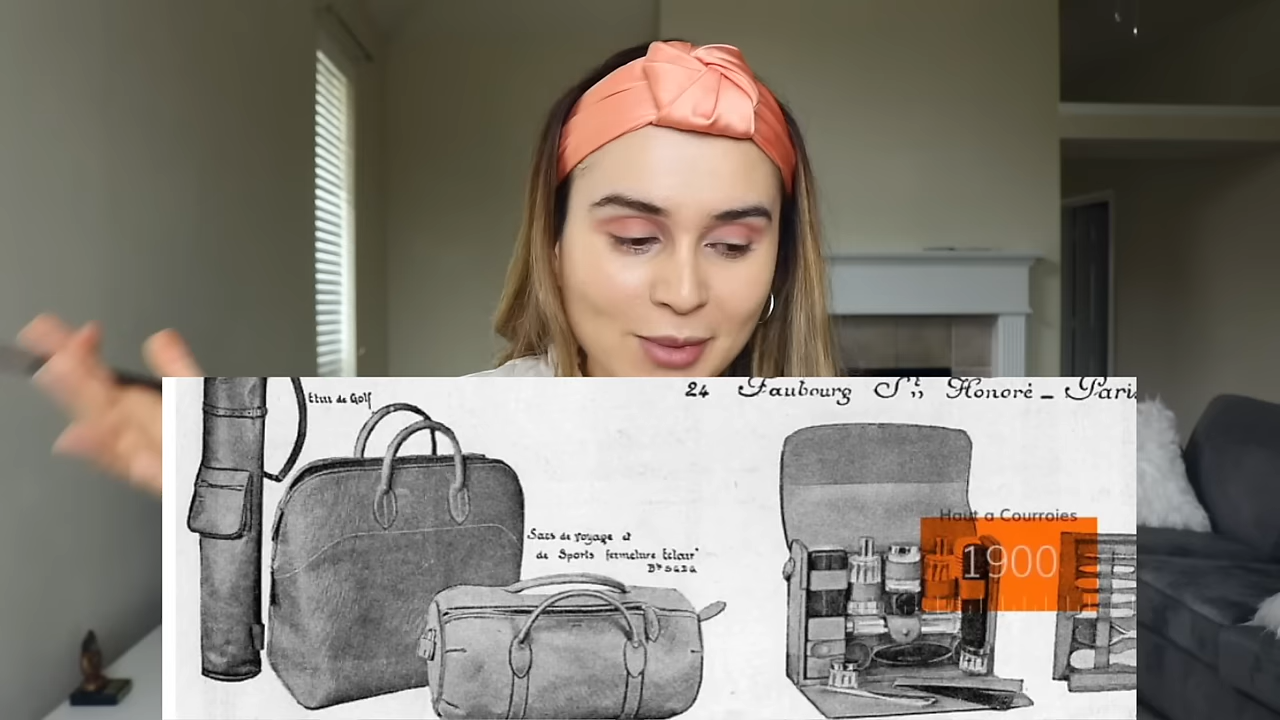 24 Faubourg St Honoré – Paris
Etui de Golf
Sacs de voyage et
de Sports fermeture Eclair
Bte S G D G
Haut a Courroies
1900